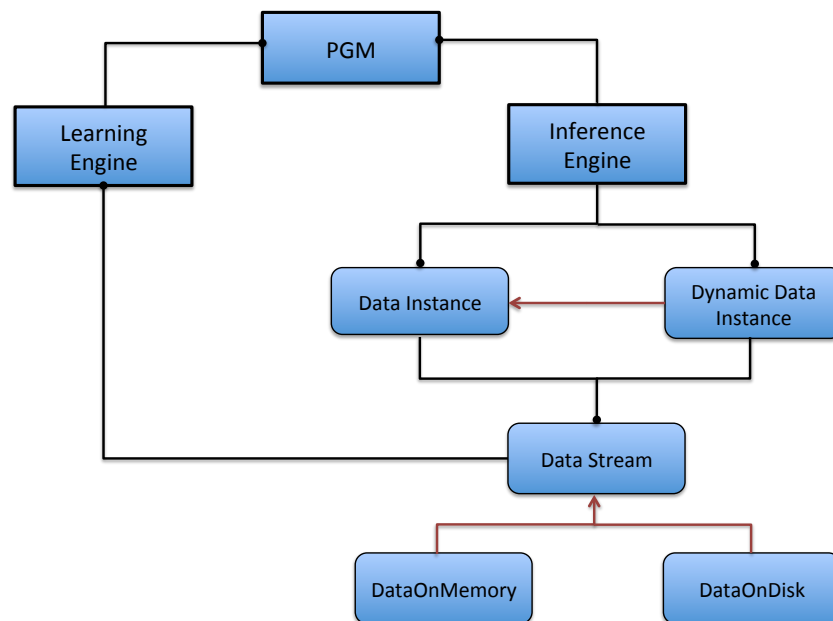 PGM
Learning
Engine
Inference
Engine
Data Instance
Dynamic Data
Instance
Data Stream
DataOnMemory
DataOnDisk